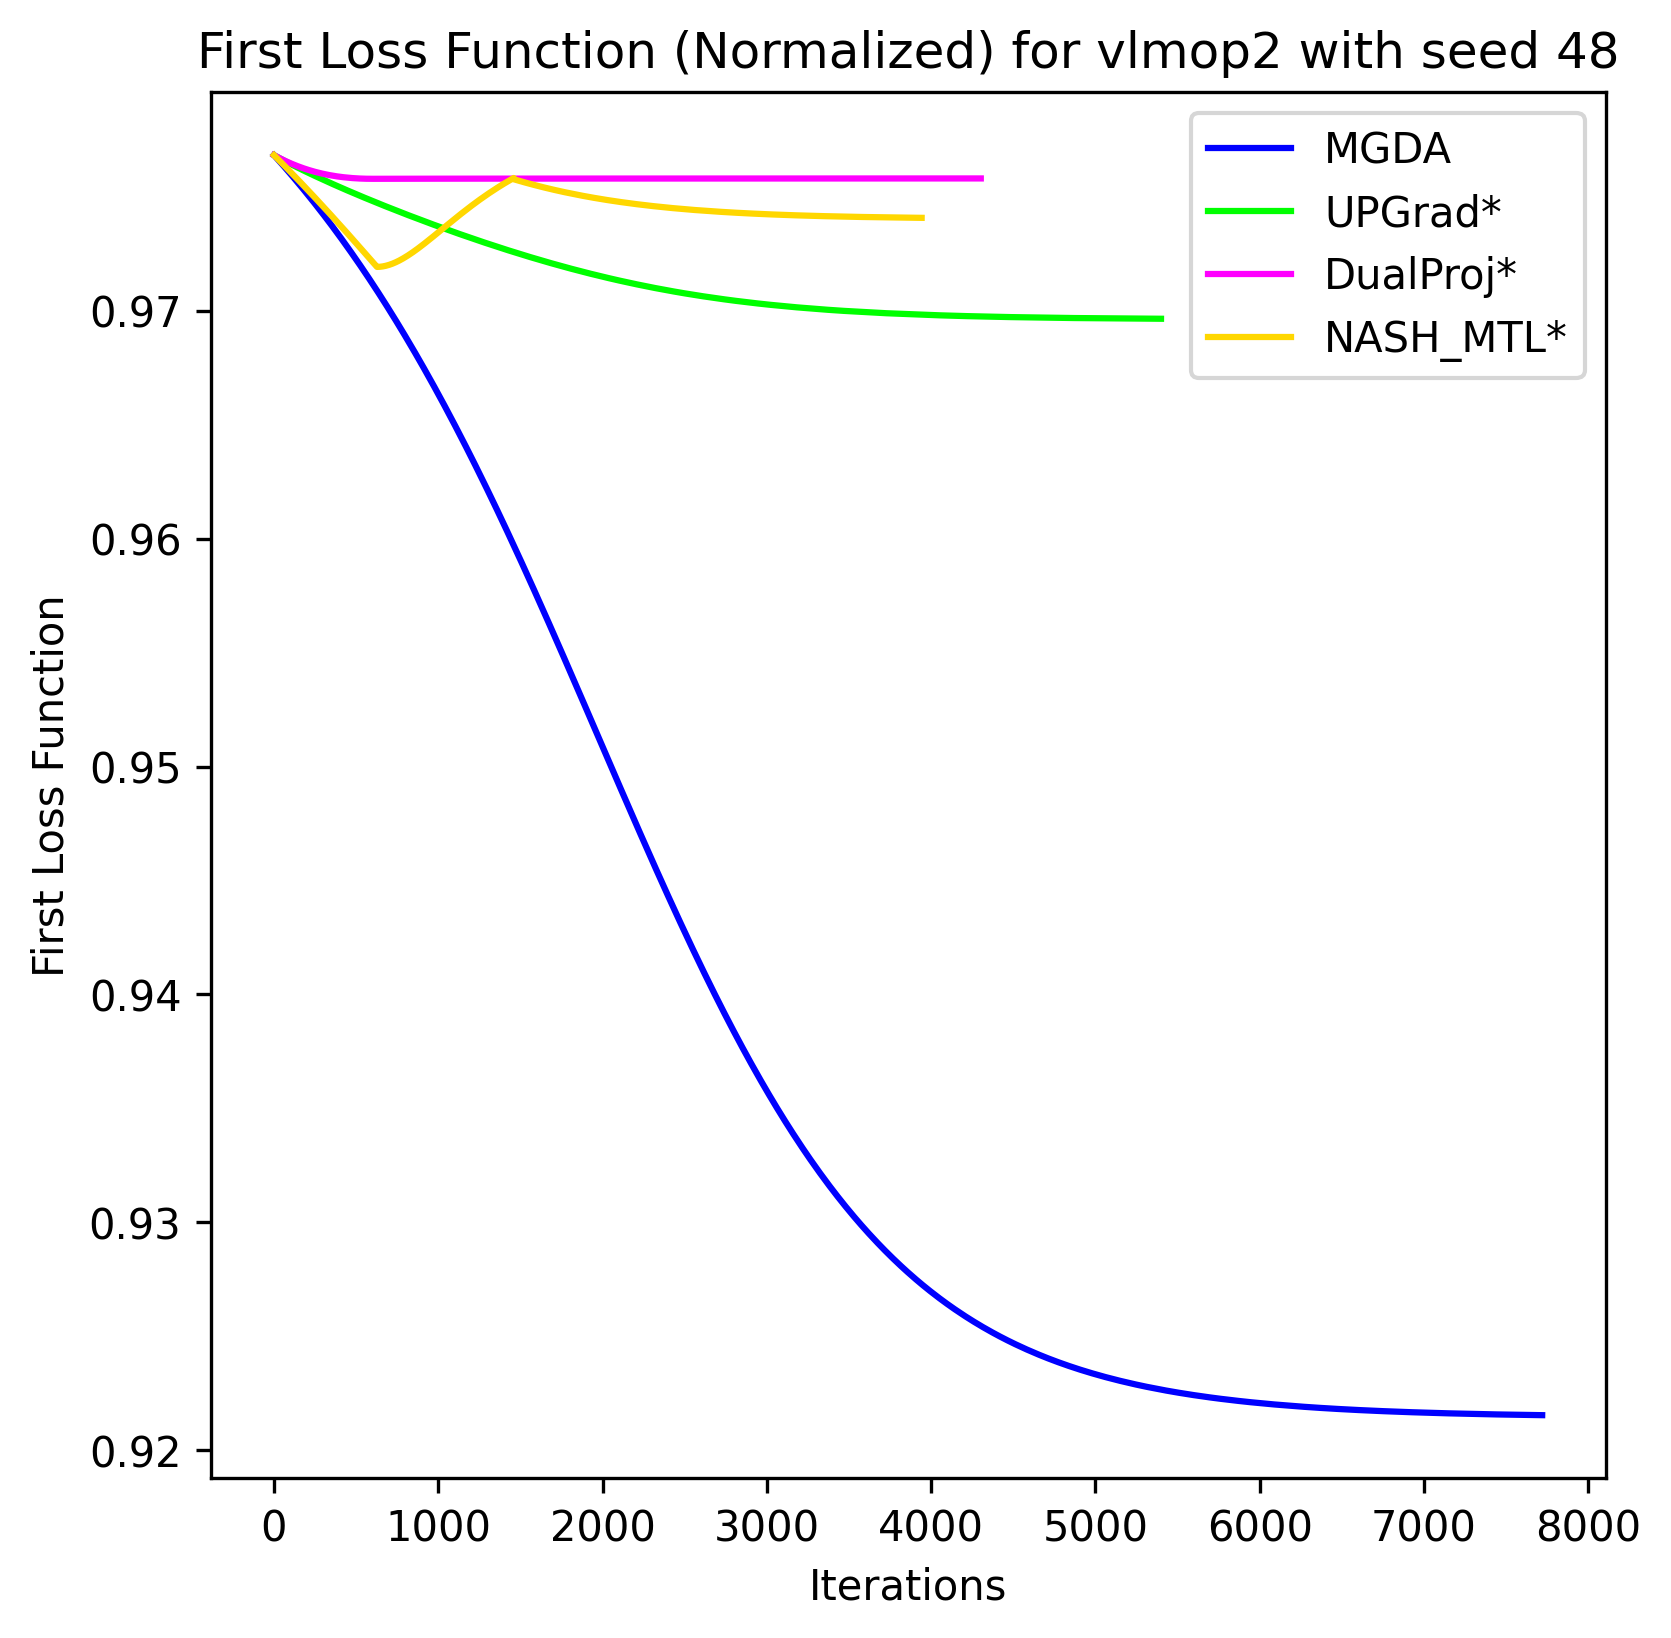 First Loss Function (Normalized) for vlmop2 with seed 48
MGDA
UPGrad*
DualProj*
NASH_MTL*
First Loss Function
0.97
0.96
0.95
0.94
0.93
0.92
0 1000 2000 3000 4000 5000 6000 7000 8000
Iterations